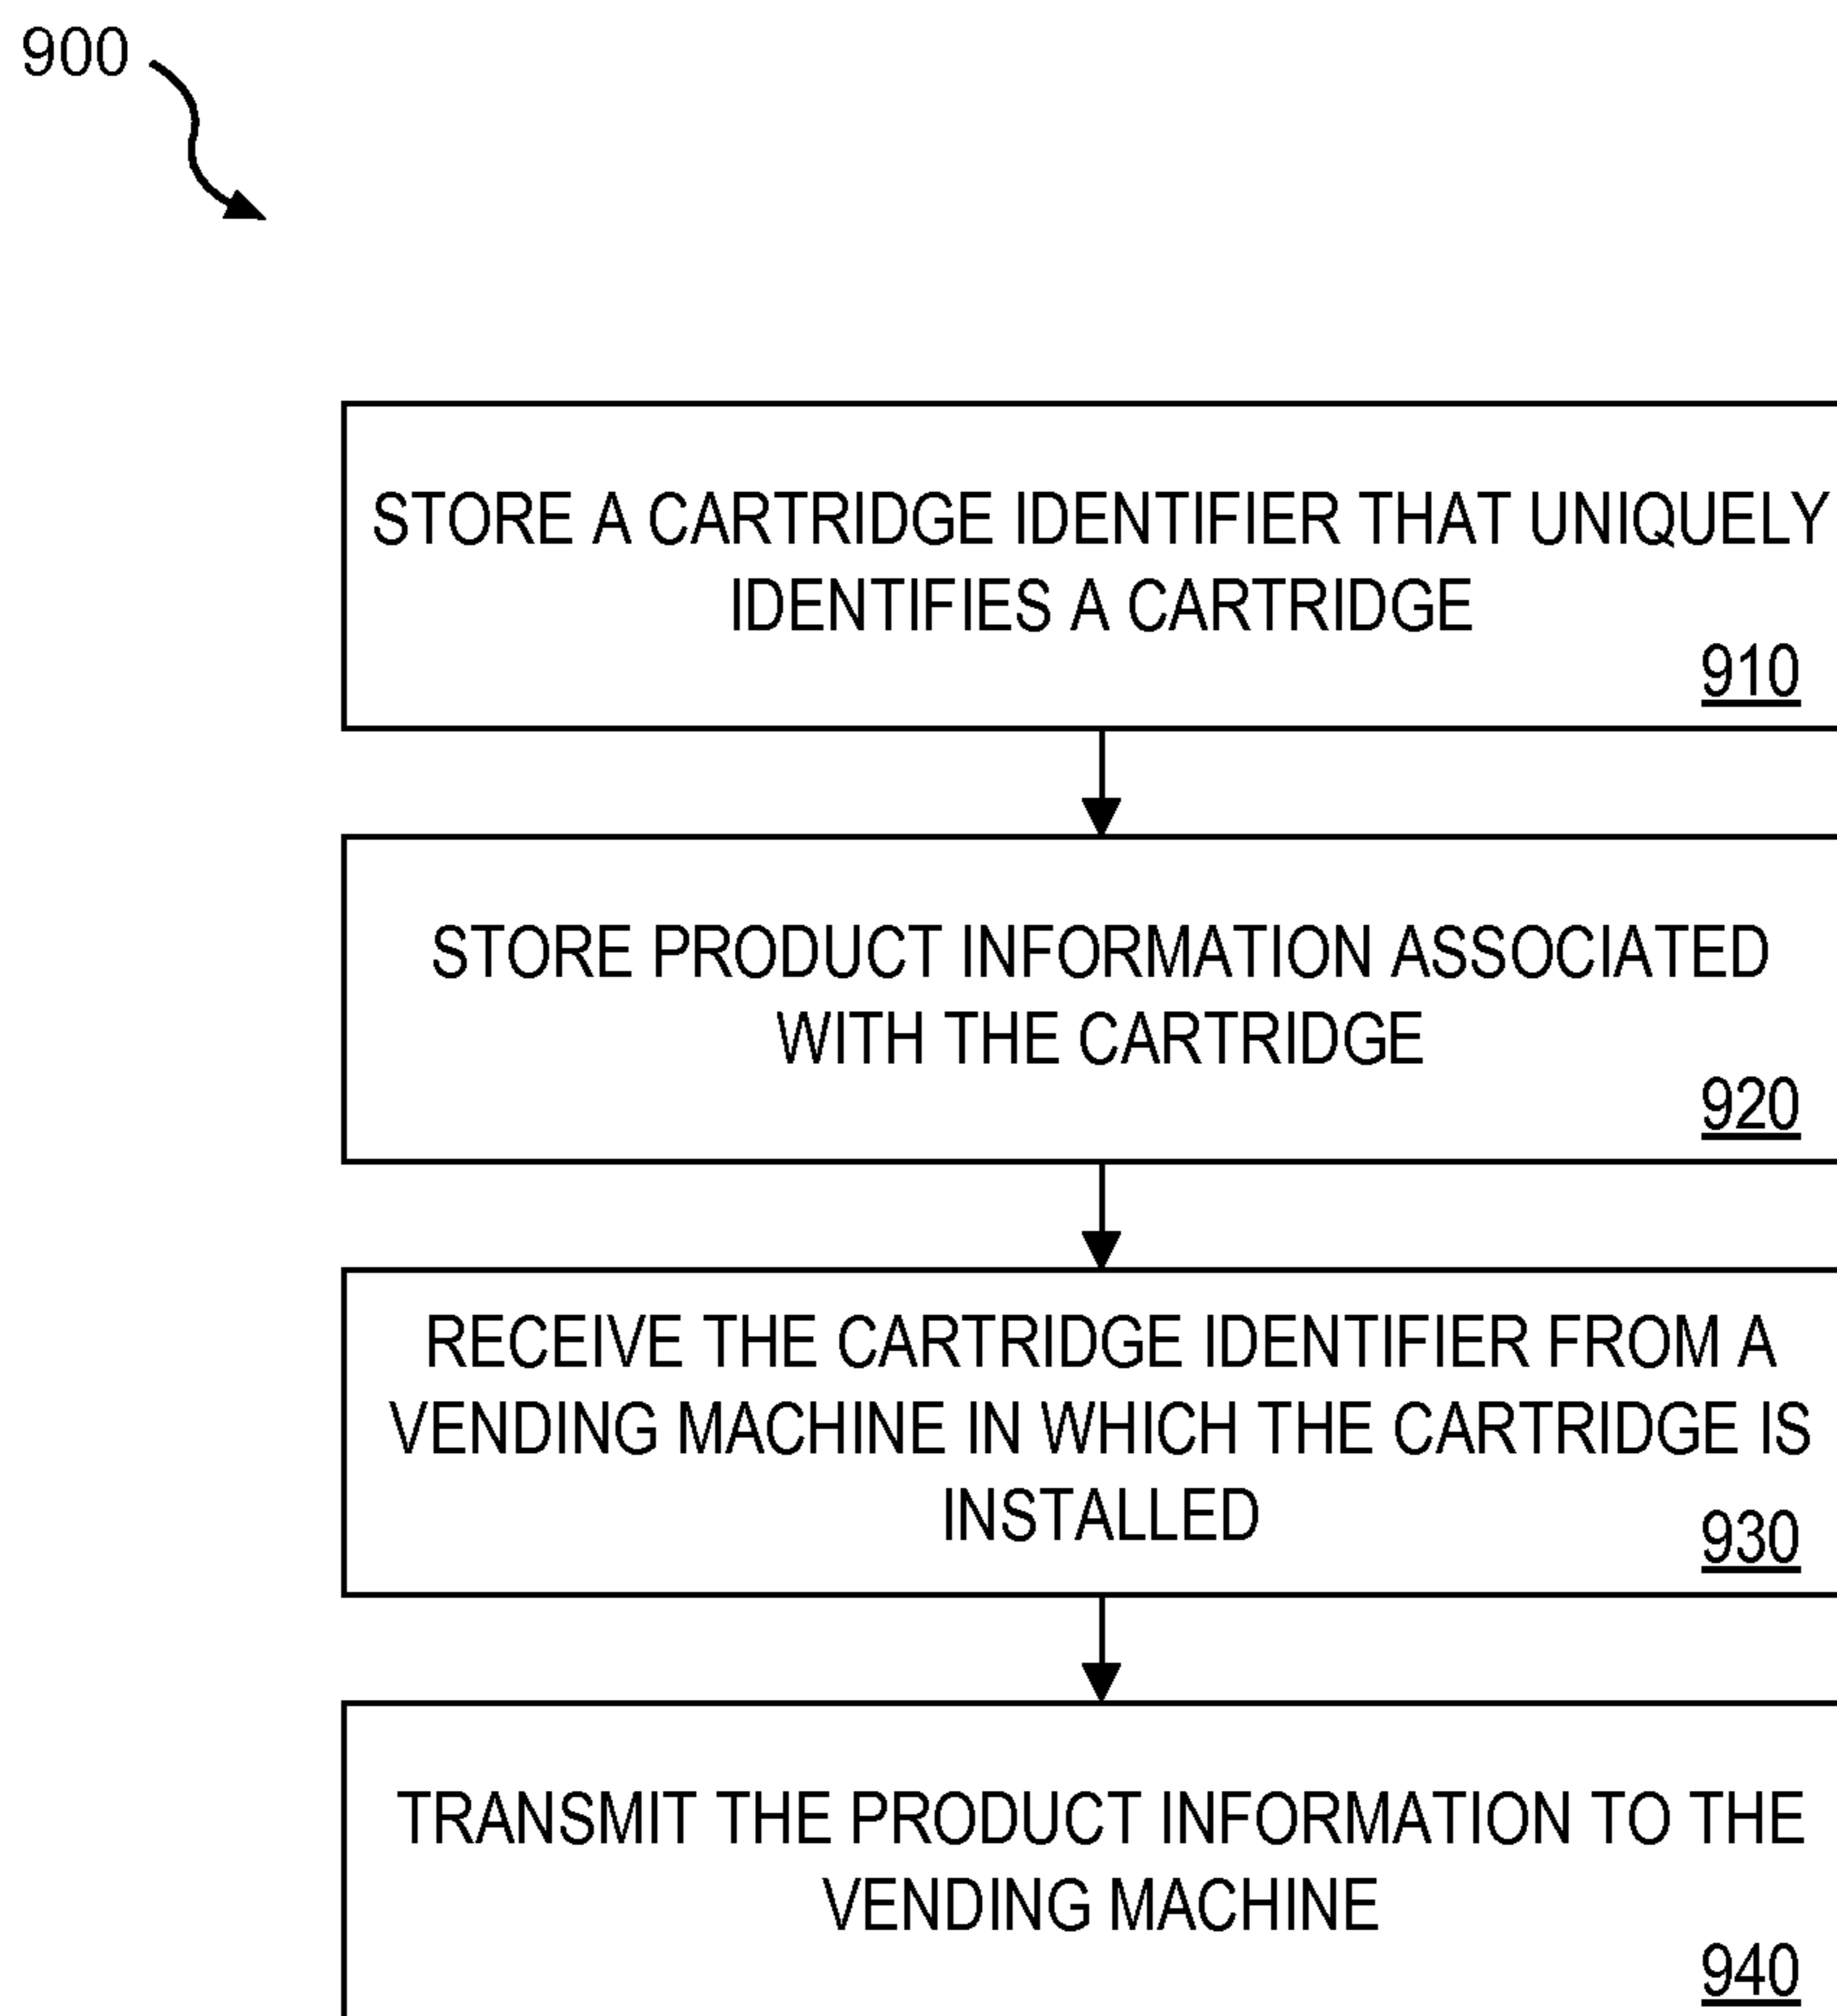 900
STORE A CARTRIDGE IDENTIFIER THAT UNIQUELY
IDENTIFIES A CARTRIDGE
910
STORE PRODUCT INFORMATION ASSOCIATED
WITH THE CARTRIDGE
920
RECEIVE THE CARTRIDGE IDENTIFIER FROM A
VENDING MACHINE IN WHICH THE CARTRIDGE IS
INSTALLED
930
TRANSMIT THE PRODUCT INFORMATION TO THE
VENDING MACHINE
940